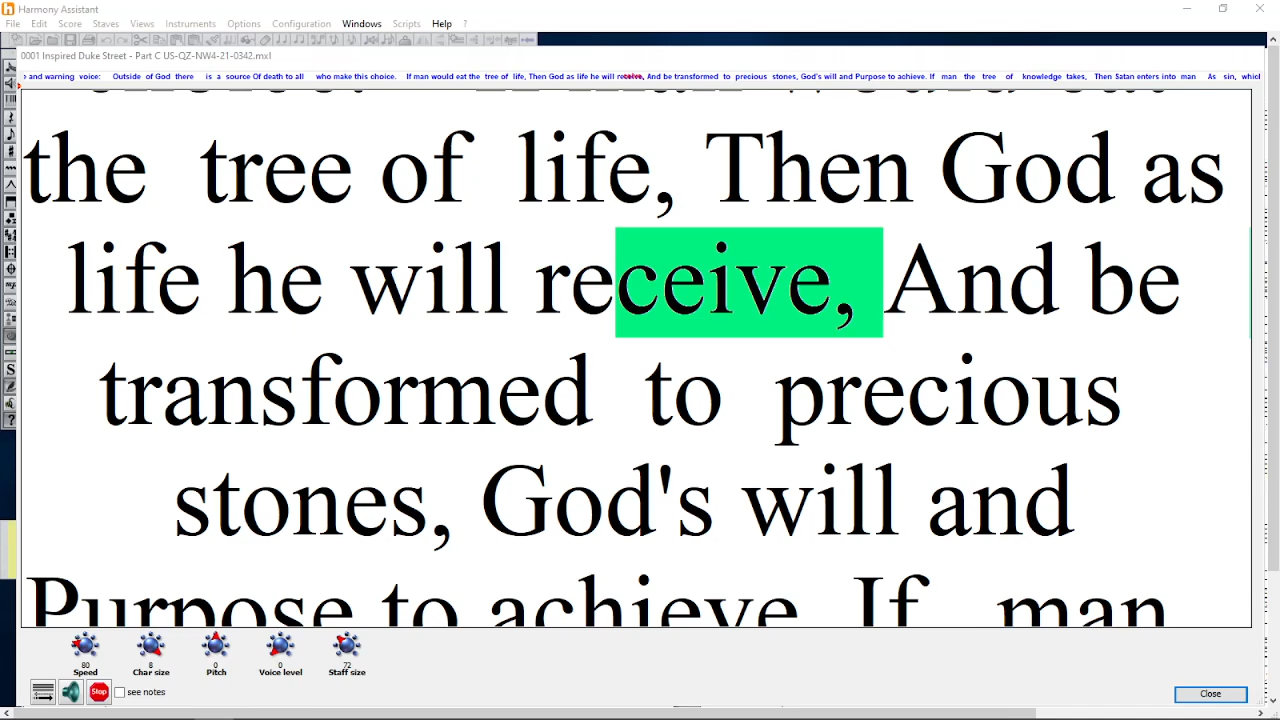 Harmony Assistant
File Edit Score Staves Views Instruments Options Configuration Windows Scripts Help ?
0001 Inspired Duke Street - Part C US-QZ-NW4-21-0342.mxl
and warning voice: Outside of God there is a source Of death to all who make this choice. If man would eat the tree of life, Then God as life he will receive, And be transformed to precious stones, God's will and Purpose to achieve. If man the tree of knowledge takes, Then Satan enters into man As sin, which
the tree of life, Then God as
life he will receive, And be
transformed to precious
stones, God's will and
Purpose to achieve. If man
80 8 0 0 72
Speed Char size Pitch Voice level Staff size
Stop see notes Close